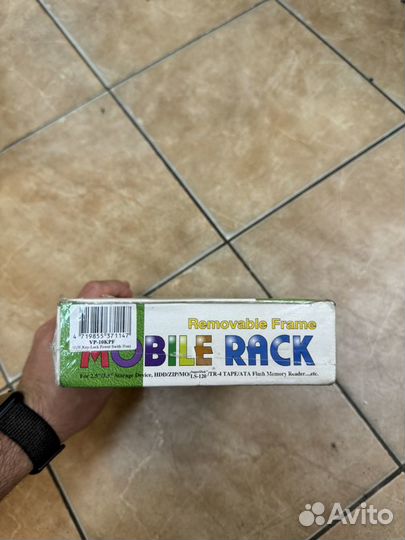 Removable Frame
MOBILE RACK
4 719855 371147
VP-10KPF
For 2.5"/3.5" Storage Device, HDD/ZIP/MO/ LS-120 /TR-4 TAPE/ATA Flash Memory Reader...etc.
Avito